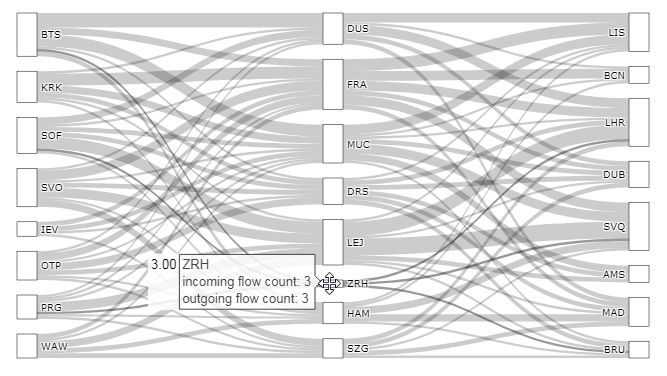 BTS
KRK
SOF
SVO
IEV
OTP
PRG
WAW
DUS
FRA
MUC
DRS
LEJ
ZRH
HAM
SZG
3.00
ZRH
incoming flow count: 3
outgoing flow count: 3
LIS
BCN
LHR
DUB
SVQ
AMS
MAD
BRU